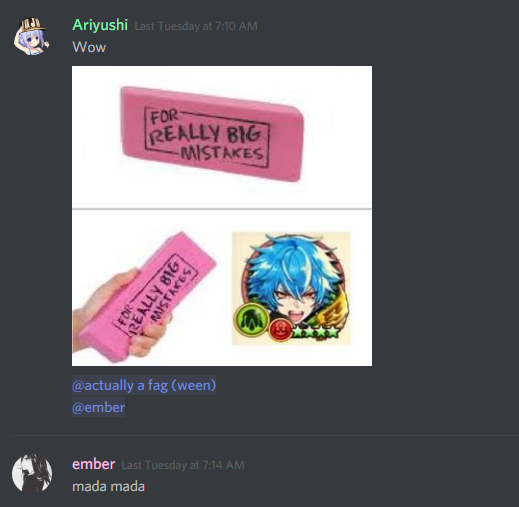 Ariyushi Last Tuesday at 7:10 AM
Wow
FOR
REALLY BIG
MISTAKES
FOR
REALLY BIG
MISTAKES
@actually a fag (ween)
@ember
ember Last Tuesday at 7:14 AM
mada mada